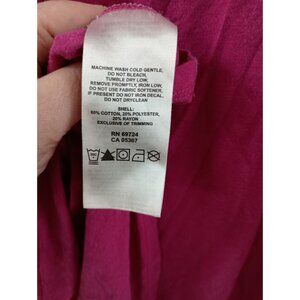 MACHINE WASH COLD GENTLE,
DO NOT BLEACH,
TUMBLE DRY LOW,
REMOVE PROMPTLY, IRON LOW,
DO NOT USE FABRIC SOFTENER,
IF PRESENT DO NOT IRON DECAL,
DO NOT DRYCLEAN
SHELL:
60% COTTON, 20% POLYESTER,
20% RAYON
EXCLUSIVE OF TRIMMING
RN 69724
CA 05367